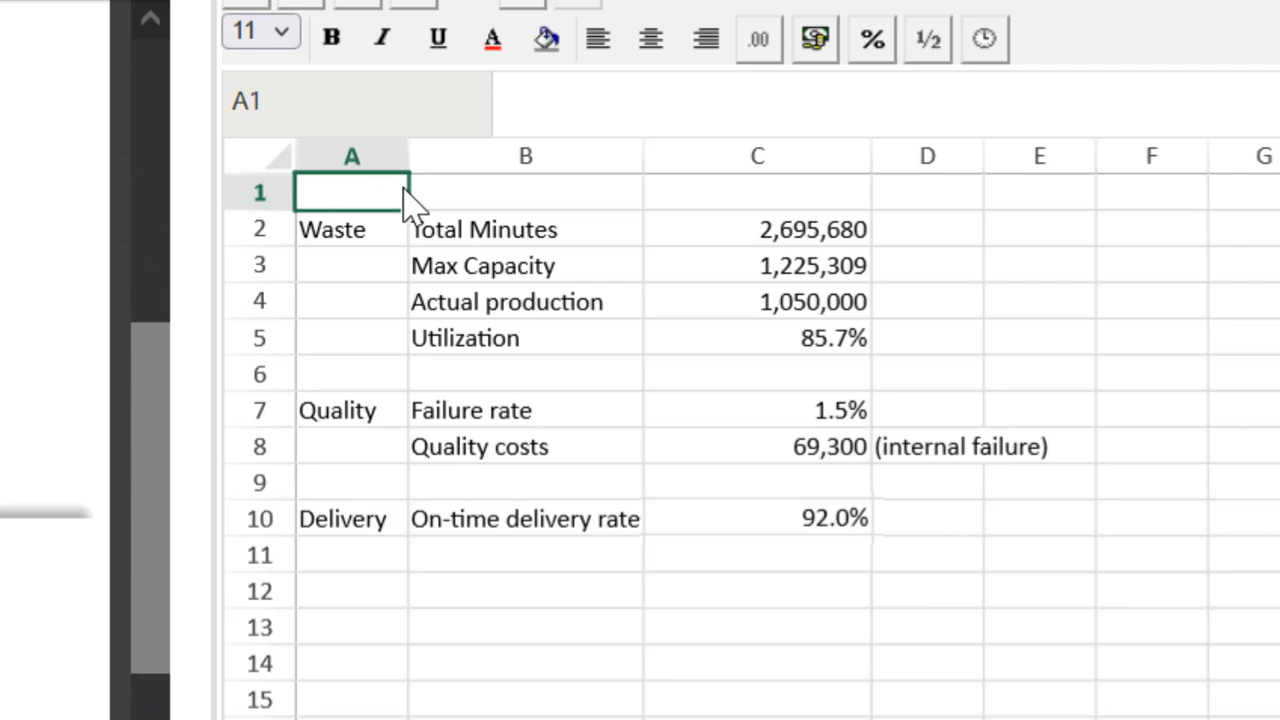 11 B I U A .00 % 1/2
A1
A B C D E F G
1
2 Waste Total Minutes 2,695,680
3 Max Capacity 1,225,309
4 Actual production 1,050,000
5 Utilization 85.7%
6
7 Quality Failure rate 1.5%
8 Quality costs 69,300 (internal failure)
9
10 Delivery On-time delivery rate 92.0%
11
12
13
14
15